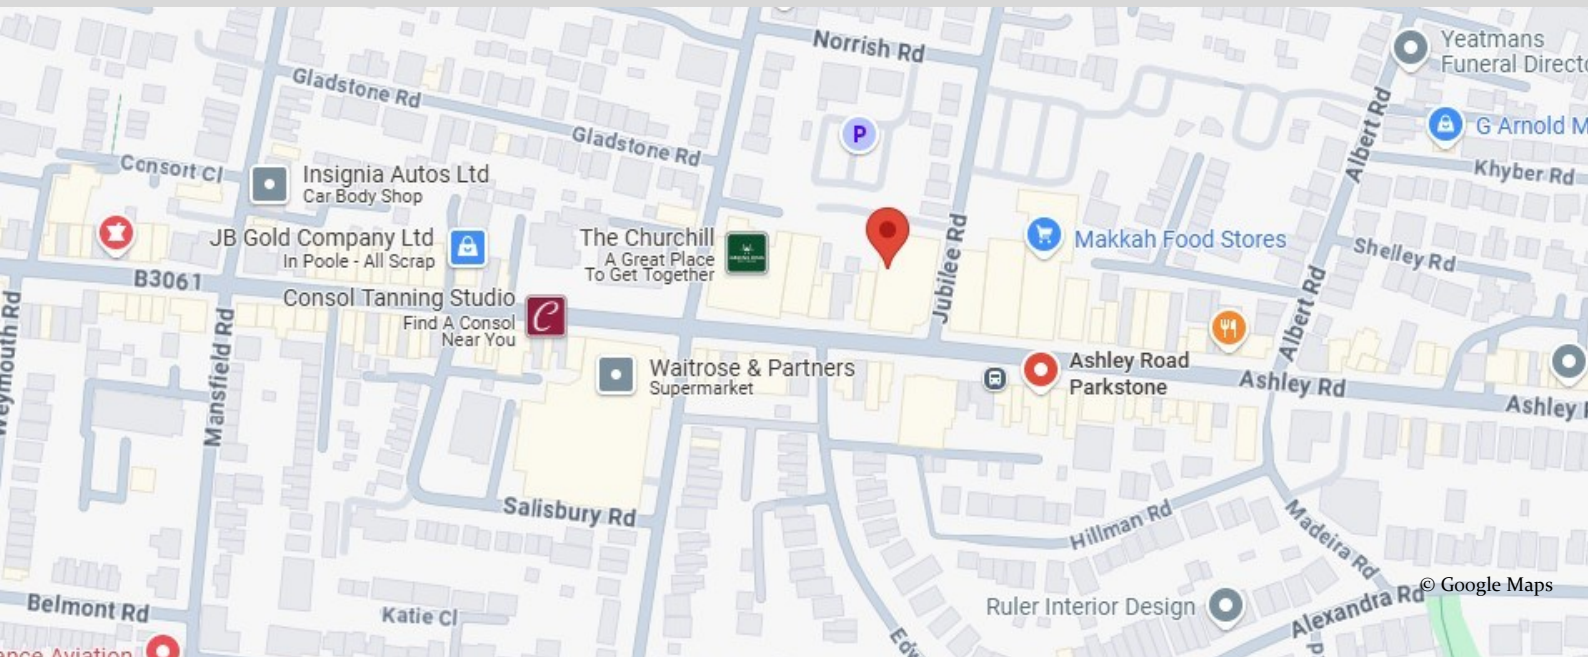 Norrish Rd
Yeatmans
Funeral Direct
Gladstone Rd
Gladstone Rd
P
Albert Rd
G Arnold M
Khyber Rd
Consort Cl
Insignia Autos Ltd
Car Body Shop
JB Gold Company Ltd
In Poole - All Scrap
The Churchill
A Great Place
To Get Together
Jubilee Rd
Makkah Food Stores
Shelley Rd
B3061
Consol Tanning Studio
Find A Consol
Near You
C
Weymouth Rd
Mansfield Rd
Albert Rd
Waitrose & Partners
Supermarket
Ashley Road
Parkstone
Ashley Rd
Ashley
Salisbury Rd
Hillman Rd
Madeira Rd
© Google Maps
Belmont Rd
Katie Cl
Ruler Interior Design
Alexandra Rd
Edw
Aviation